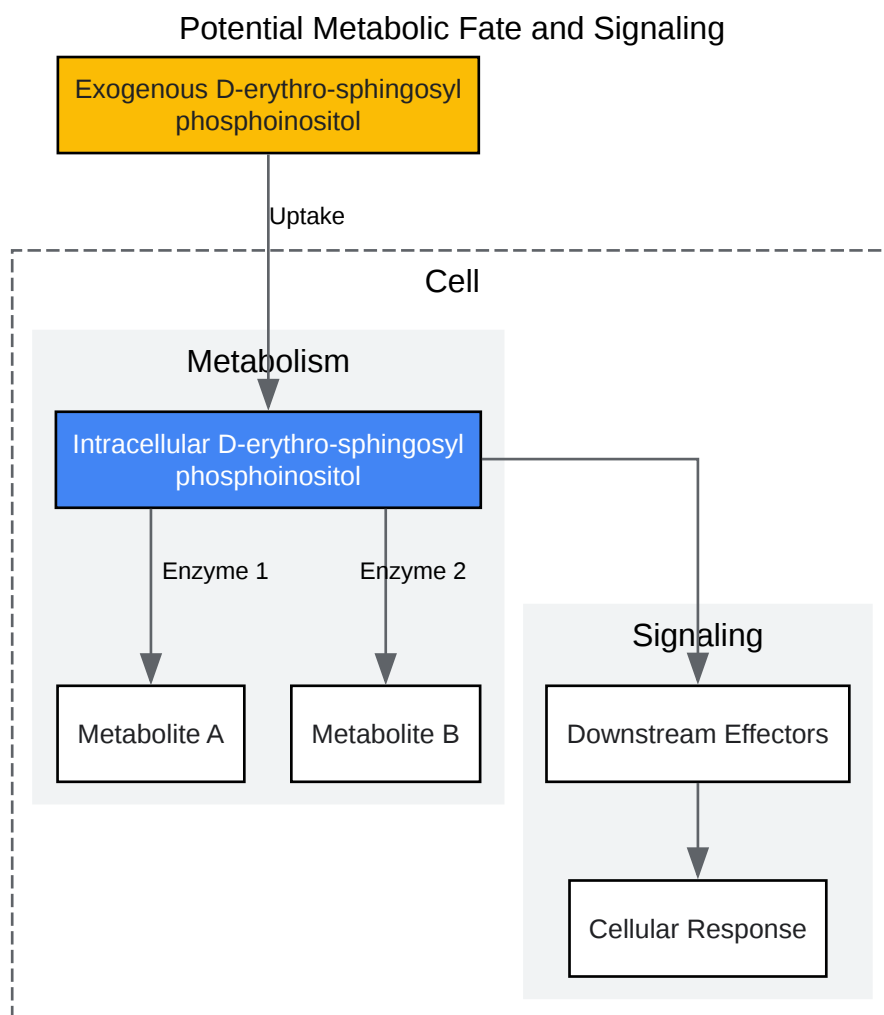 Potential Metabolic Fate and Signaling
Exogenous D-erythro-sphingosyl
phosphoinositol
Uptake
Cell
Metabolism
Intracellular D-erythro-sphingosyl
phosphoinositol
Enzyme 1
Enzyme 2
Signaling
Metabolite A
Metabolite B
Downstream Effectors
Cellular Response